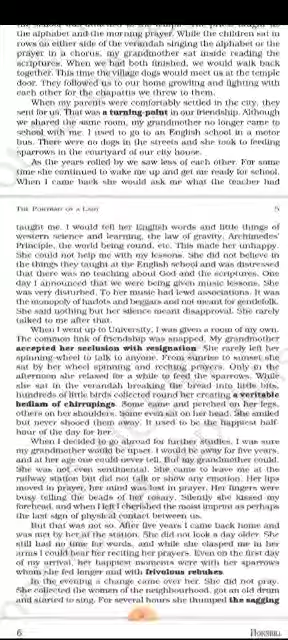 the alphabet and the morning prayer. While the children sat in
rows on either side of the verandah singing the alphabet or the
prayer in a chorus, my grandmother sat inside reading the
scriptures. When we had both finished, we would walk back
together. This time the village dogs would meet us at the temple
door. They followed us to our home growling and fighting with
each other for the chapattis we threw to them.
When my parents were comfortably settled in the city, they
sent for us. That was a turning-point in our friendship. Although
we shared the same room, my grandmother no longer came to
school with me. I used to go to an English school in a motor
bus. There were no dogs in the streets and she took to feeding
sparrows in the courtyard of our city house.
As the years rolled by we saw less of each other. For some
time she continued to wake me up and get me ready for school.
When I came back she would ask me what the teacher had
THE PORTRAIT OF A LADY 5
taught me. I would tell her English words and little things of
western science and learning, the law of gravity, Archimedes'
Principle, the world being round, etc. This made her unhappy.
She could not help me with my lessons. She did not believe in
the things they taught at the English school and was distressed
that there was no teaching about God and the scriptures. One
day I announced that we were being given music lessons. She
was very disturbed. To her music had lewd associations. It was
the monopoly of harlots and beggars and not meant for gentlefolk.
She said nothing but her silence meant disapproval. She rarely
talked to me after that.
When I went up to University, I was given a room of my own.
The common link of friendship was snapped. My grandmother
accepted her seclusion with resignation. She rarely left her
spinning-wheel to talk to anyone. From sunrise to sunset she
sat by her wheel spinning and reciting prayers. Only in the
afternoon she relaxed for a while to feed the sparrows. While
she sat in the verandah breaking the bread into little bits,
hundreds of little birds collected round her creating a veritable
bedlam of chirrupings. Some came and perched on her legs,
others on her shoulders. Some even sat on her head. She smiled
but never shooed them away. It used to be the happiest half-
hour of the day for her.
When I decided to go abroad for further studies, I was sure
my grandmother would be upset. I would be away for five years,
and at her age one could never tell. But my grandmother could.
She was not even sentimental. She came to leave me at the
railway station but did not talk or show any emotion. Her lips
moved in prayer, her mind was lost in prayer. Her fingers were
busy telling the beads of her rosary. Silently she kissed my
forehead, and when I left I cherished the moist imprint as perhaps
the last sign of physical contact between us.
But that was not so. After five years I came back home and
was met by her at the station. She did not look a day older. She
still had no time for words, and while she clasped me in her
arms I could hear her reciting her prayers. Even on the first day
of my arrival, her happiest moments were with her sparrows
whom she fed longer and with frivolous rebukes.
In the evening a change came over her. She did not pray.
She collected the women of the neighbourhood, got an old drum
and started to sing. For several hours she thumped the sagging
6 HORNBILL